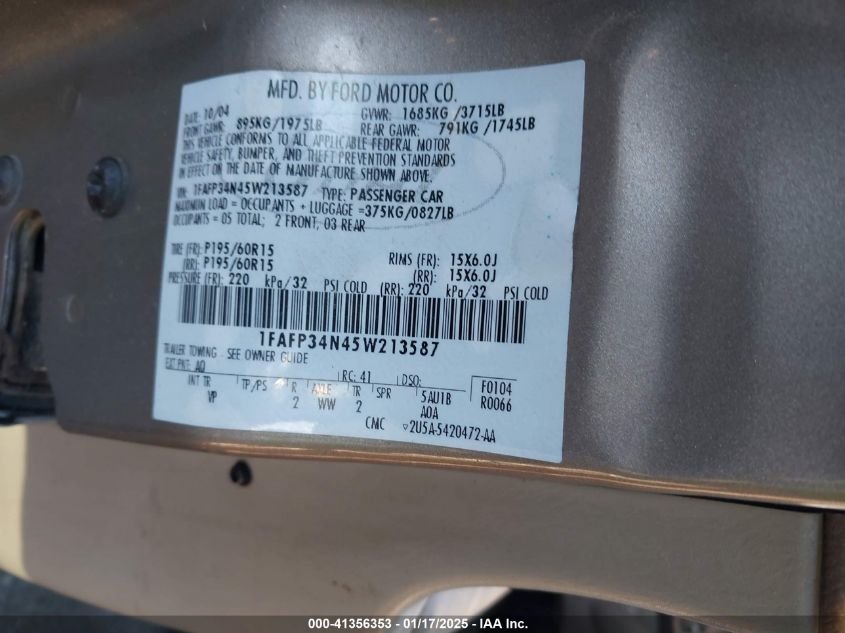 MFD. BY FORD MOTOR CO.
DATE: 10/04 GVWR: 1685KG /3715LB
FRONT GAWR: 895KG/1975LB REAR GAWR: 791KG /1745LB
THIS VEHICLE CONFORMS TO ALL APPLICABLE FEDERAL MOTOR
VEHICLE SAFETY, BUMPER, AND THEFT PREVENTION STANDARDS
IN EFFECT ON THE DATE OF MANUFACTURE SHOWN ABOVE.
VIN: 1FAFP34N45W213587 TYPE: PASSENGER CAR
MAXIMUM LOAD = OCCUPANTS + LUGGAGE =375KG/0827LB
OCCUPANTS = 05 TOTAL; 2 FRONT, 03 REAR
TIRE (FR): P195/60R15 RIMS (FR): 15X6.0J
(RR): P195/60R15 (RR): 15X6.0J
PRESSURE (FR): 220 kPa/32 PSI COLD (RR): 220 kPa/32 PSI COLD
1FAFP34N45W213587
TRAILER TOWING - SEE OWNER GUIDE
EXT PNT: AQ RC: 41 DSO: F0104
INT TR TP/PS R AXLE TR SPR 5AU1B R0066
VP 2 WW 2 A0A
CMC ▽2U5A-5420472-AA
000-41356353 - 01/17/2025 - IAA Inc.